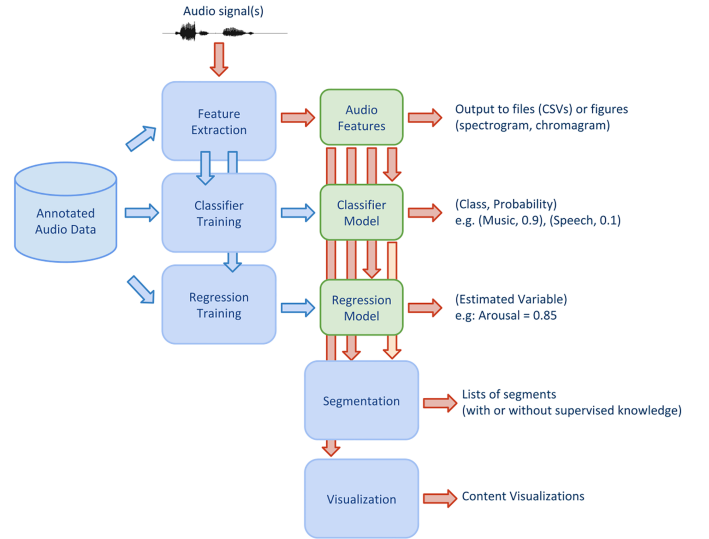 Audio signal(s)
Feature
Extraction
Audio
Features
Output to files (CSVs) or figures
(spectrogram, chromagram)
Annotated
Audio Data
Classifier
Training
Classifier
Model
(Class, Probability)
e.g. (Music, 0.9), (Speech, 0.1)
Regression
Training
Regression
Model
(Estimated Variable)
e.g: Arousal = 0.85
Segmentation
Lists of segments
(with or without supervised knowledge)
Visualization
Content Visualizations